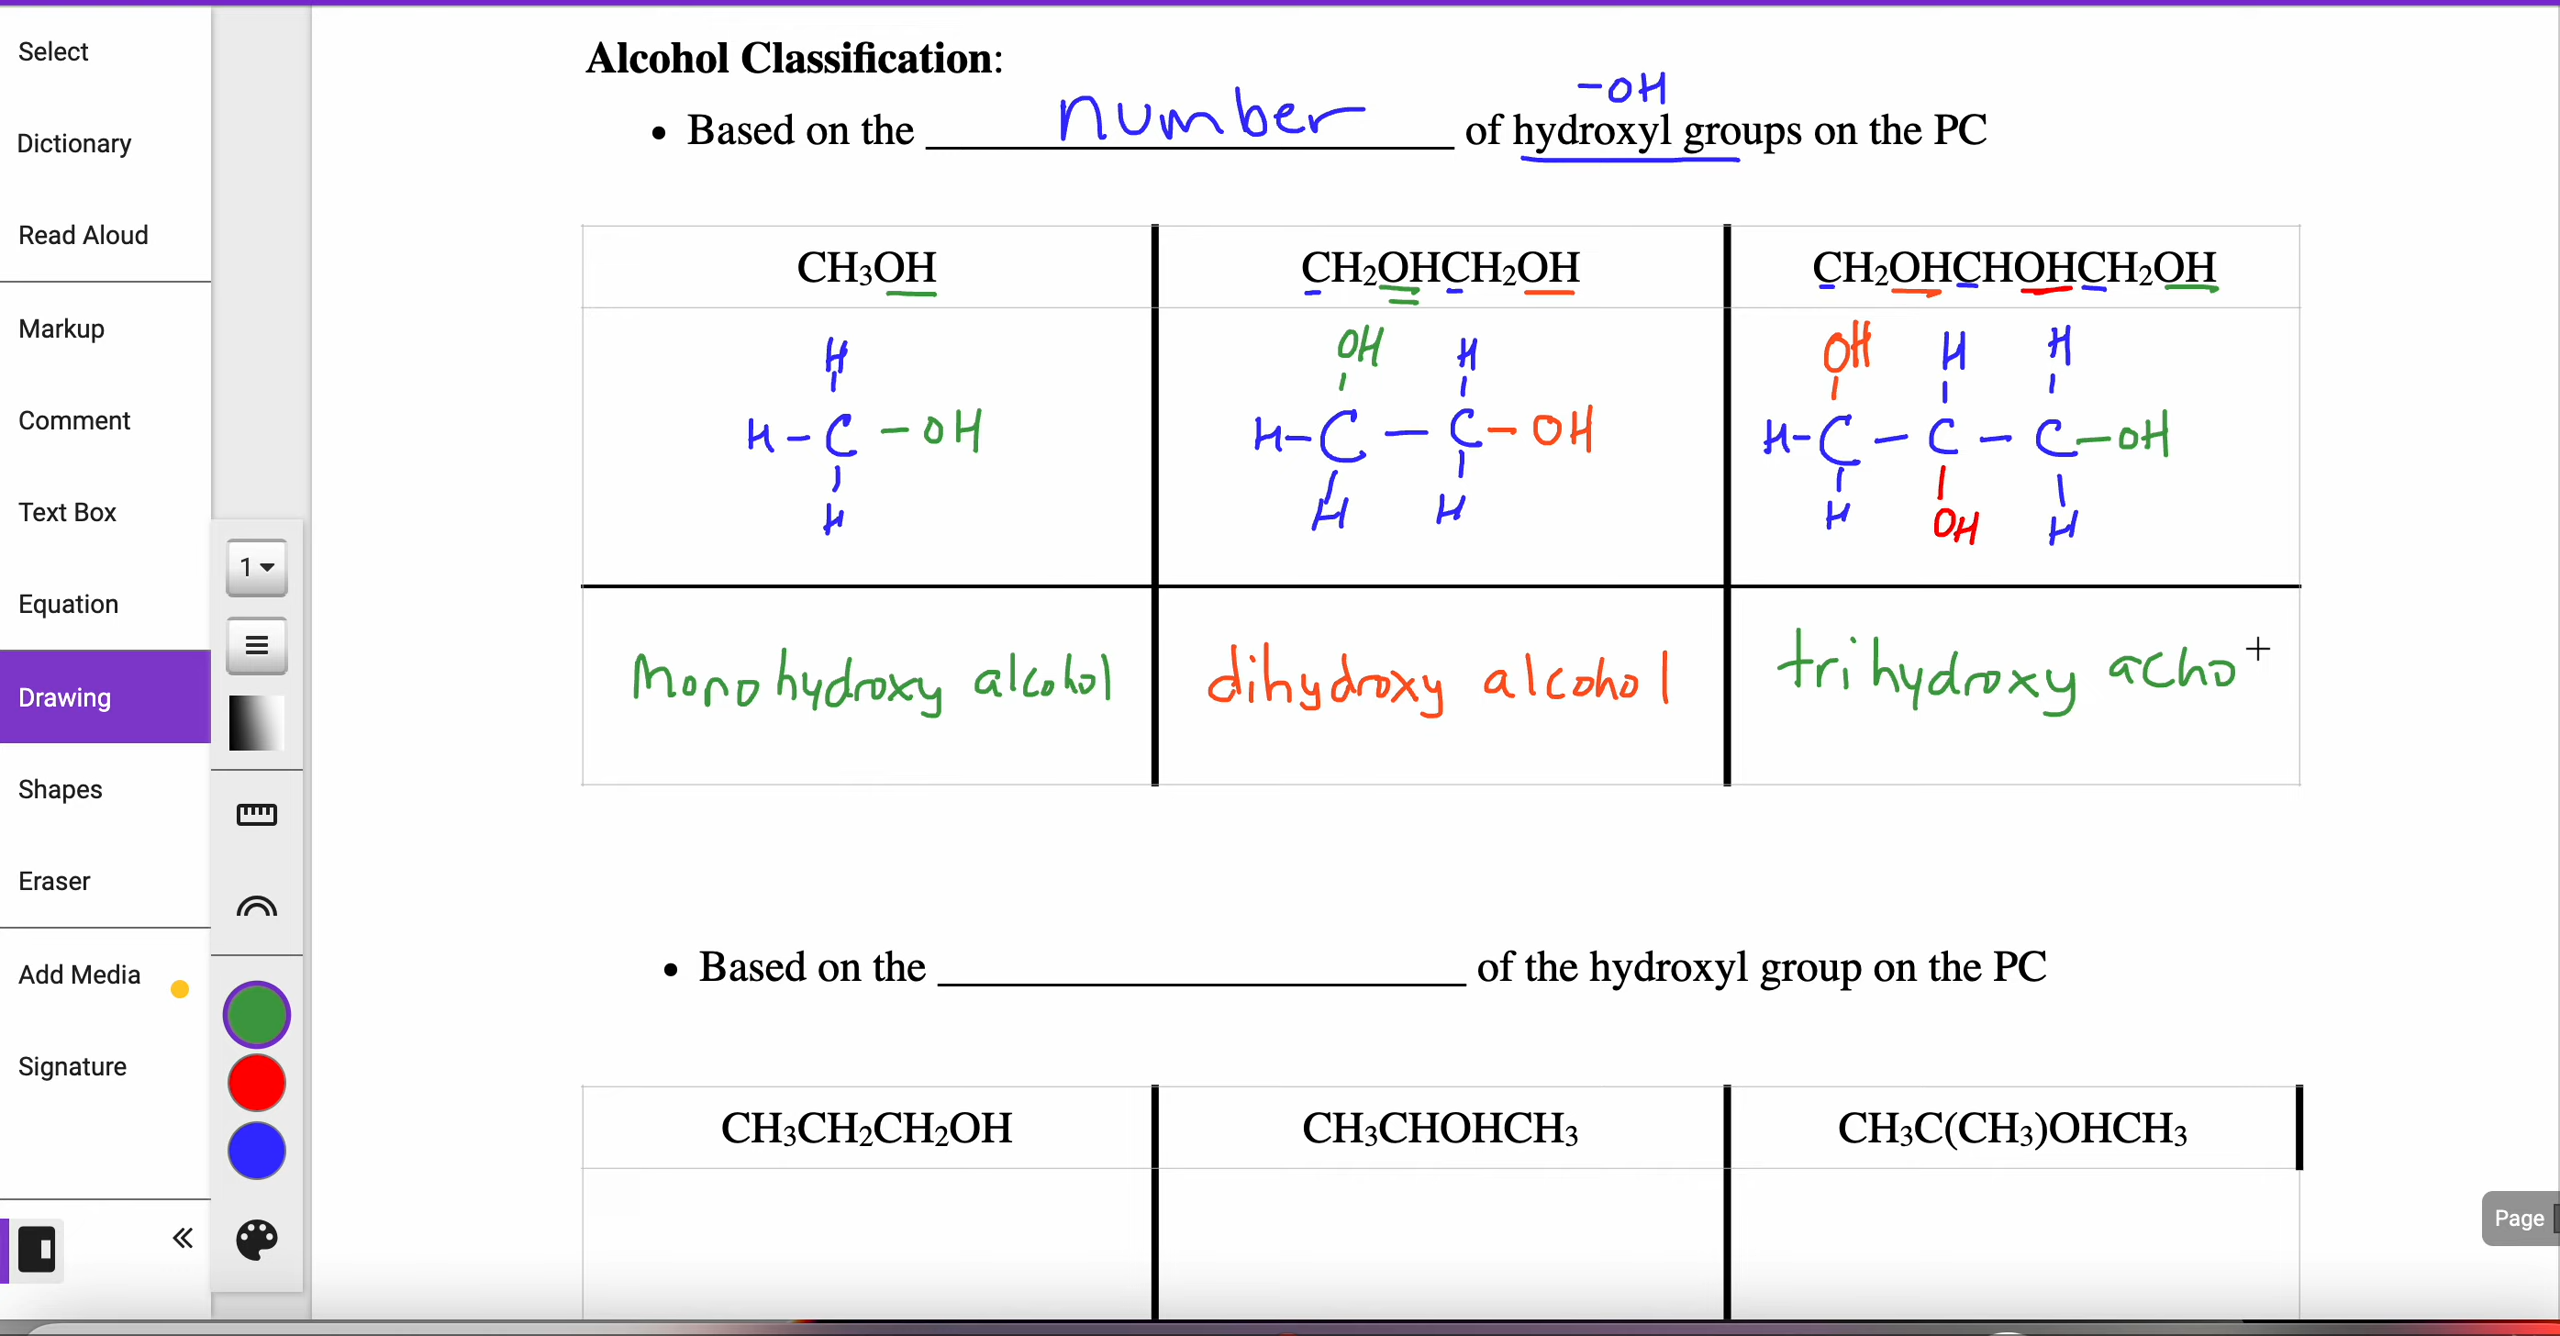 Select
Dictionary
Read Aloud
Markup
Comment
Text Box
Equation
Drawing
Shapes
Eraser
Add Media
Signature
1
Alcohol Classification:
-OH
• Based on the number of hydroxyl groups on the PC
CH₃OH CH₂OHCH₂OH CH₂OHCHOHCH₂OH
H OH H OH H H
H-C-OH H-C-C-OH H-C-C-C-OH
H H H H OH H
Monohydroxy alcohol dihydroxy alcohol trihydroxy acho
• Based on the ____________ of the hydroxyl group on the PC
CH₃CH₂CH₂OH CH₃CHOHCH₃ CH₃C(CH₃)OHCH₃
Page